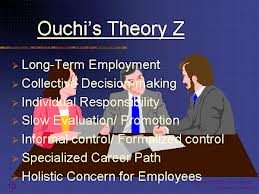 Ouchi's Theory Z
Long-Term Employment
Collective Decision-making
Individual Responsibility
Slow Evaluation/ Promotion
Informal control/ Formalized control
Specialized Career Path
Holistic Concern for Employees